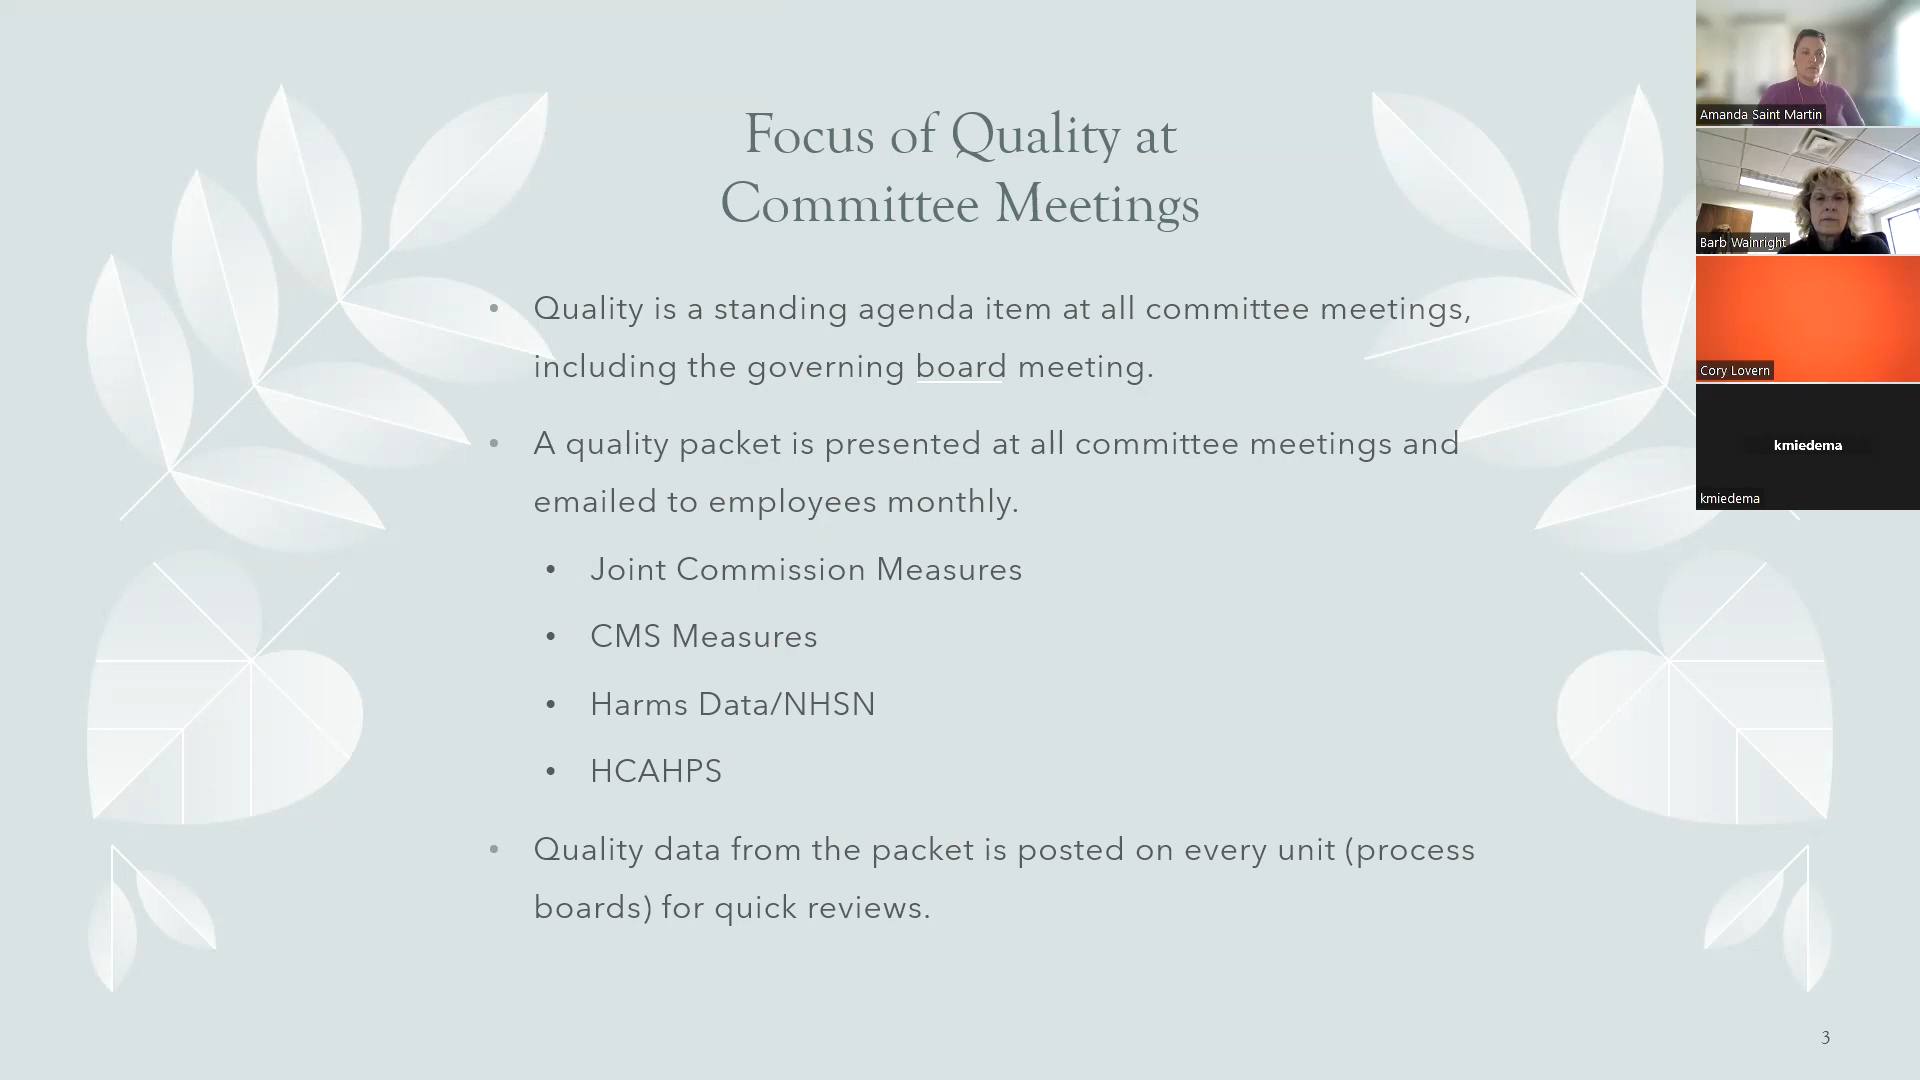 Focus of Quality at
Committee Meetings
• Quality is a standing agenda item at all committee meetings,
including the governing board meeting.
• A quality packet is presented at all committee meetings and
emailed to employees monthly.
• Joint Commission Measures
• CMS Measures
• Harms Data/NHSN
• HCAHPS
• Quality data from the packet is posted on every unit (process
boards) for quick reviews.
3
Amanda Saint Martin
Barb Wainright
Cory Lovern
kmiedema
kmiedema